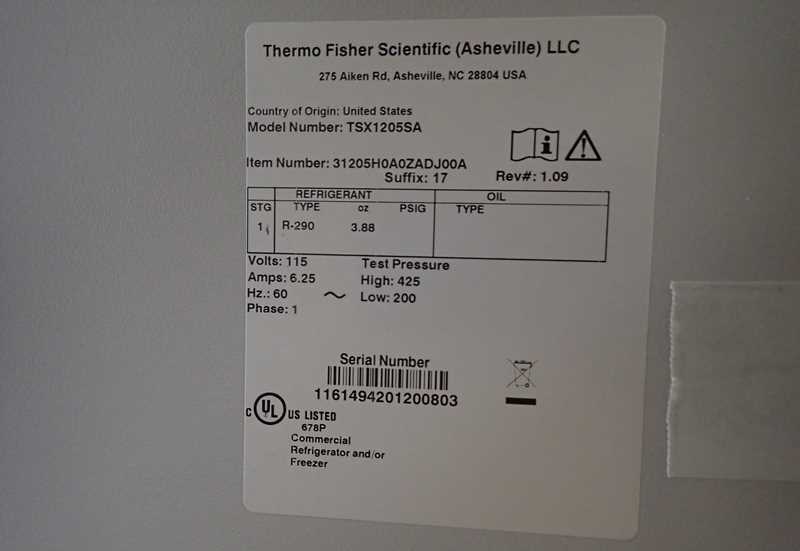 Thermo Fisher Scientific (Asheville) LLC
275 Aiken Rd, Asheville, NC 28804 USA
Country of Origin: United States
Model Number: TSX1205SA
Item Number: 31205H0A0ZADJ00A
Suffix: 17 Rev#: 1.09
REFRIGERANT OIL
STG TYPE oz PSIG TYPE
1 R-290 3.88
Volts: 115 Test Pressure
Amps: 6.25 High: 425
Hz.: 60 ~ Low: 200
Phase: 1
Serial Number
1161494201200803
C UL US LISTED
678P
Commercial
Refrigerator and/or
Freezer